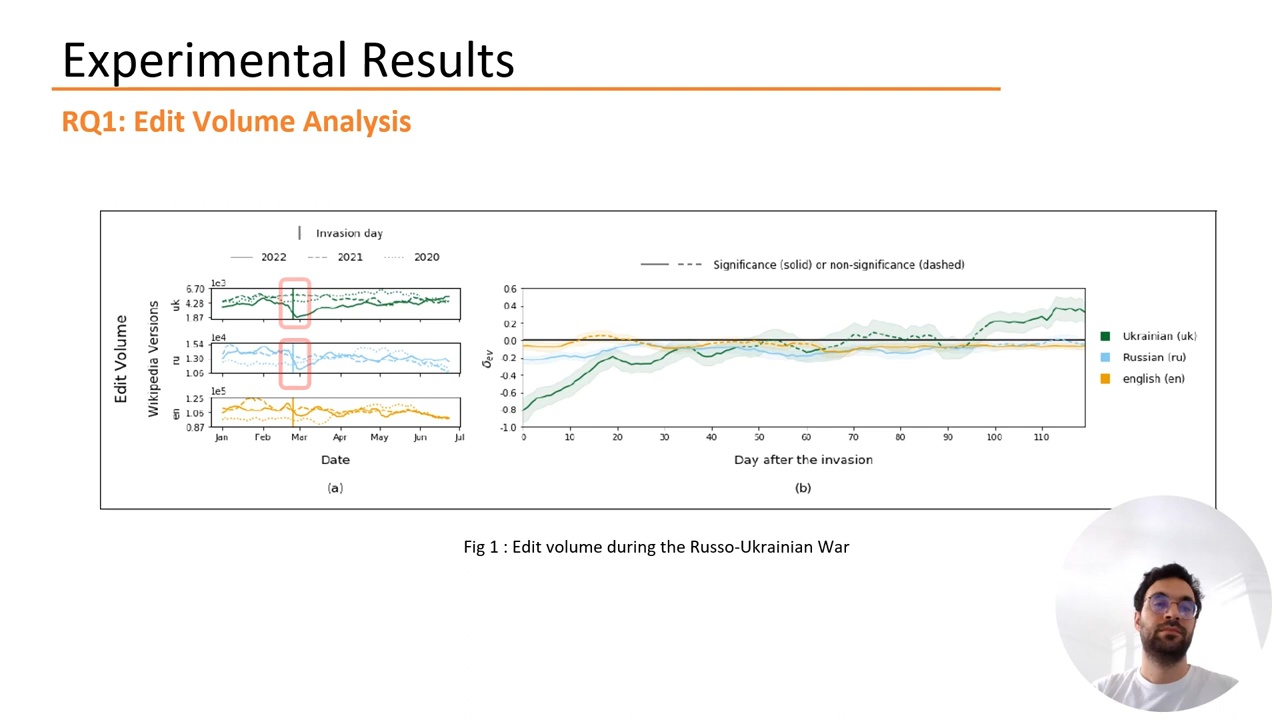 Experimental Results
RQ1: Edit Volume Analysis
Invasion day
2022 2021 2020
Edit Volume
Wikipedia Versions
uk
1e3
6.70
4.28
1.87
ru
1e4
1.54
1.30
1.05
en
1e5
1.25
1.05
0.87
Jan Feb Mar Apr May Jun Jul
Date
(a)
Significance (solid) or non-significance (dashed)
δev
0.6
0.4
0.2
0.0
-0.2
-0.4
-0.6
-0.8
-1.0
0 10 20 30 40 50 60 70 80 90 100 110
Day after the invasion
(b)
Ukrainian (uk)
Russian (ru)
english (en)
Fig 1 : Edit volume during the Russo-Ukrainian War